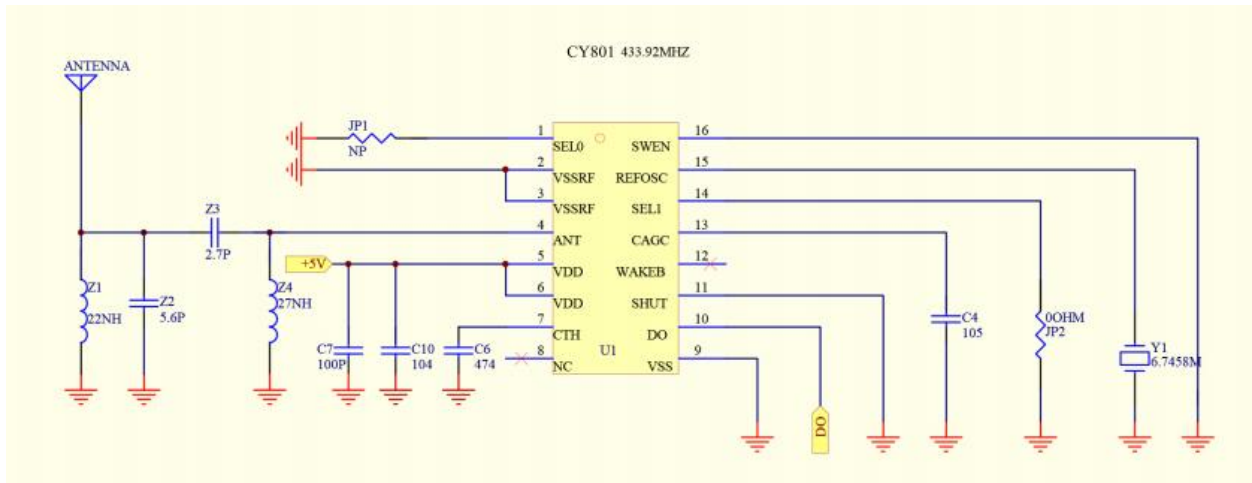 CY801 433.92MHZ
ANTENNA
JP1
NP
1
SEL0
2
VSSRF
3
VSSRF
4
ANT
5
VDD
6
VDD
7
CTH
8
NC
U1
16
SWEN
15
REFOSC
14
SEL1
13
CAGC
12
WAKEB
11
SHUT
10
DO
9
VSS
Z3
2.7P
+5V
Z1
22NH
Z2
5.6P
Z4
27NH
C7
100P
C10
104
C6
474
DO
C4
105
0OHM
JP2
Y1
6.7458M